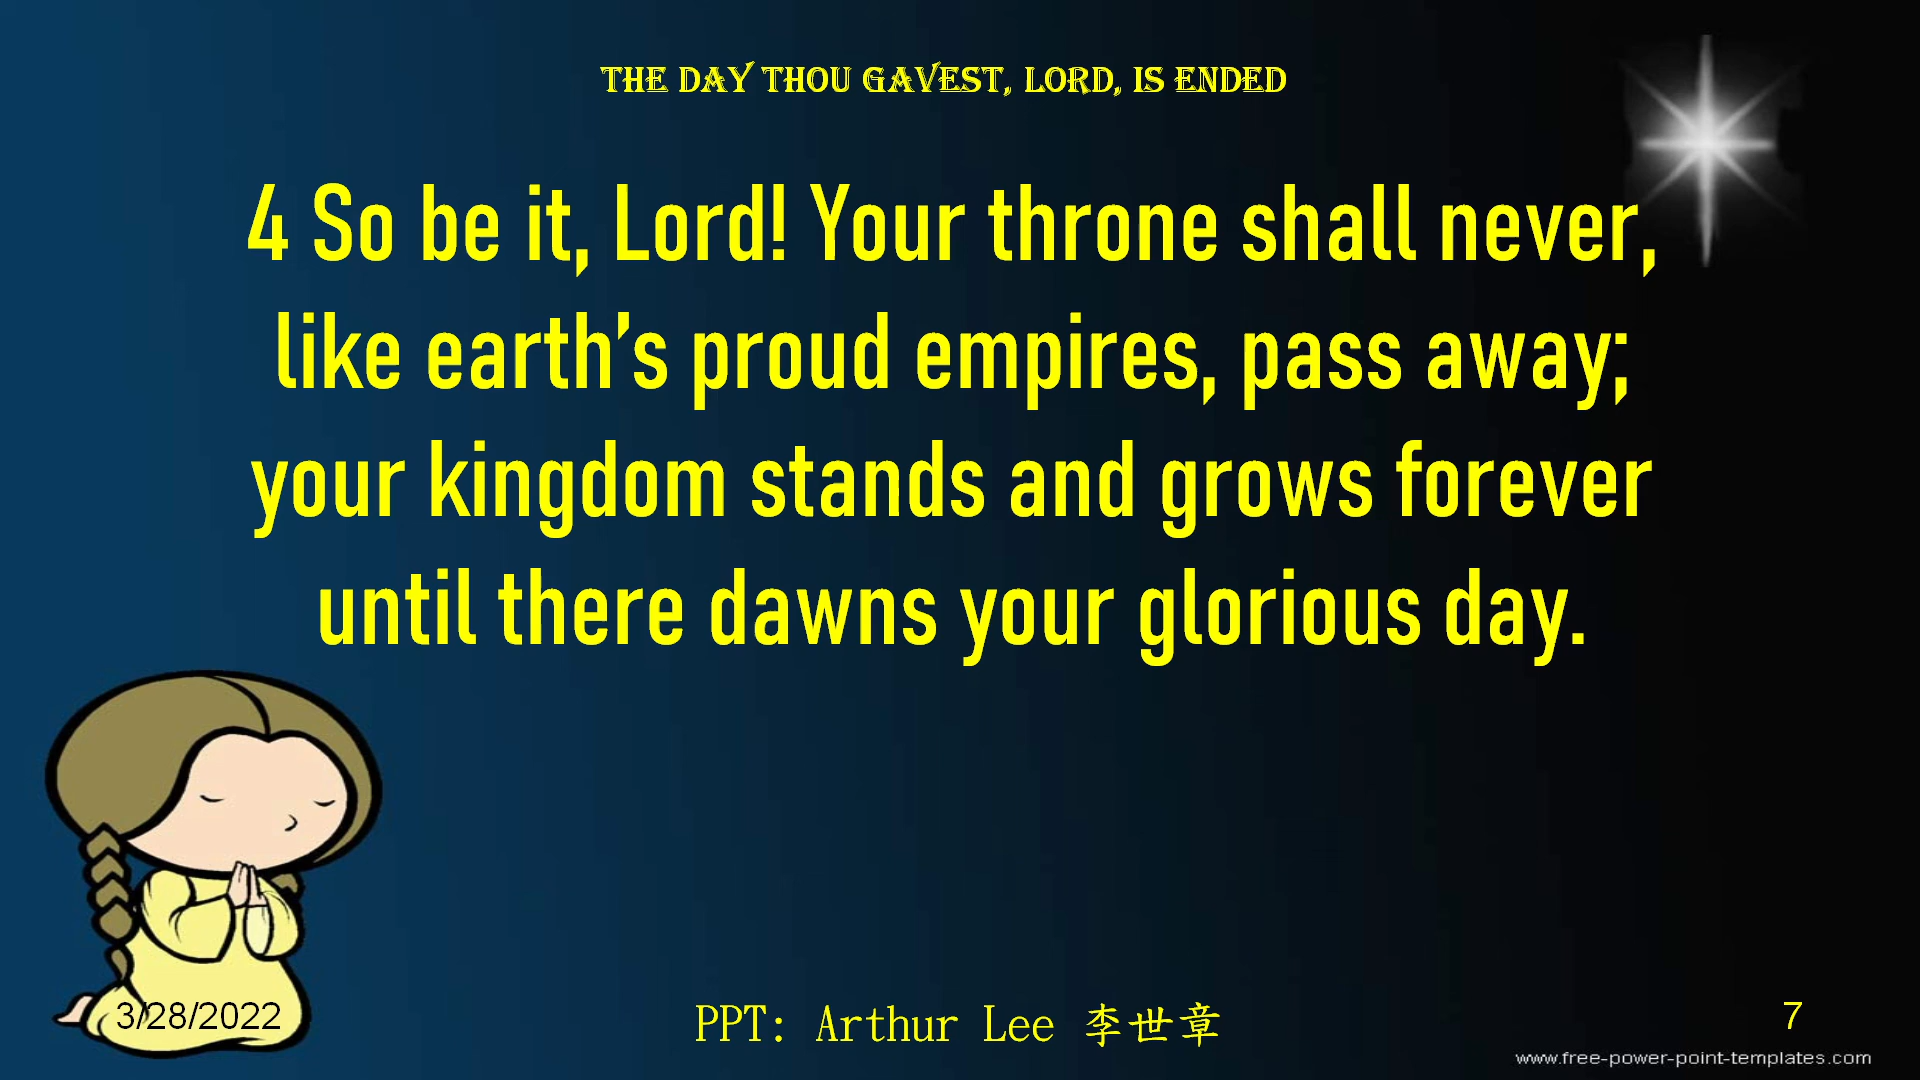 THE DAY THOU GAVEST, LORD, IS ENDED
4 So be it, Lord! Your throne shall never,
like earth’s proud empires, pass away;
your kingdom stands and grows forever
until there dawns your glorious day.
3/28/2022
PPT: Arthur Lee 李世章
7
www.free-power-point-templates.com